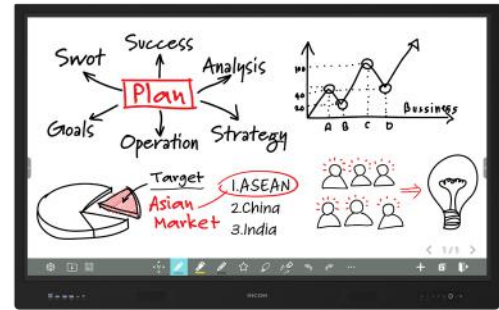 Success
Swot
Analysis
Plan
Goals
Operation
Strategy
100
40
20
A B C D
Bussiness
Target
Asian
Market
1.ASEAN
2.China
3.India
< 1/1 >
RICOH